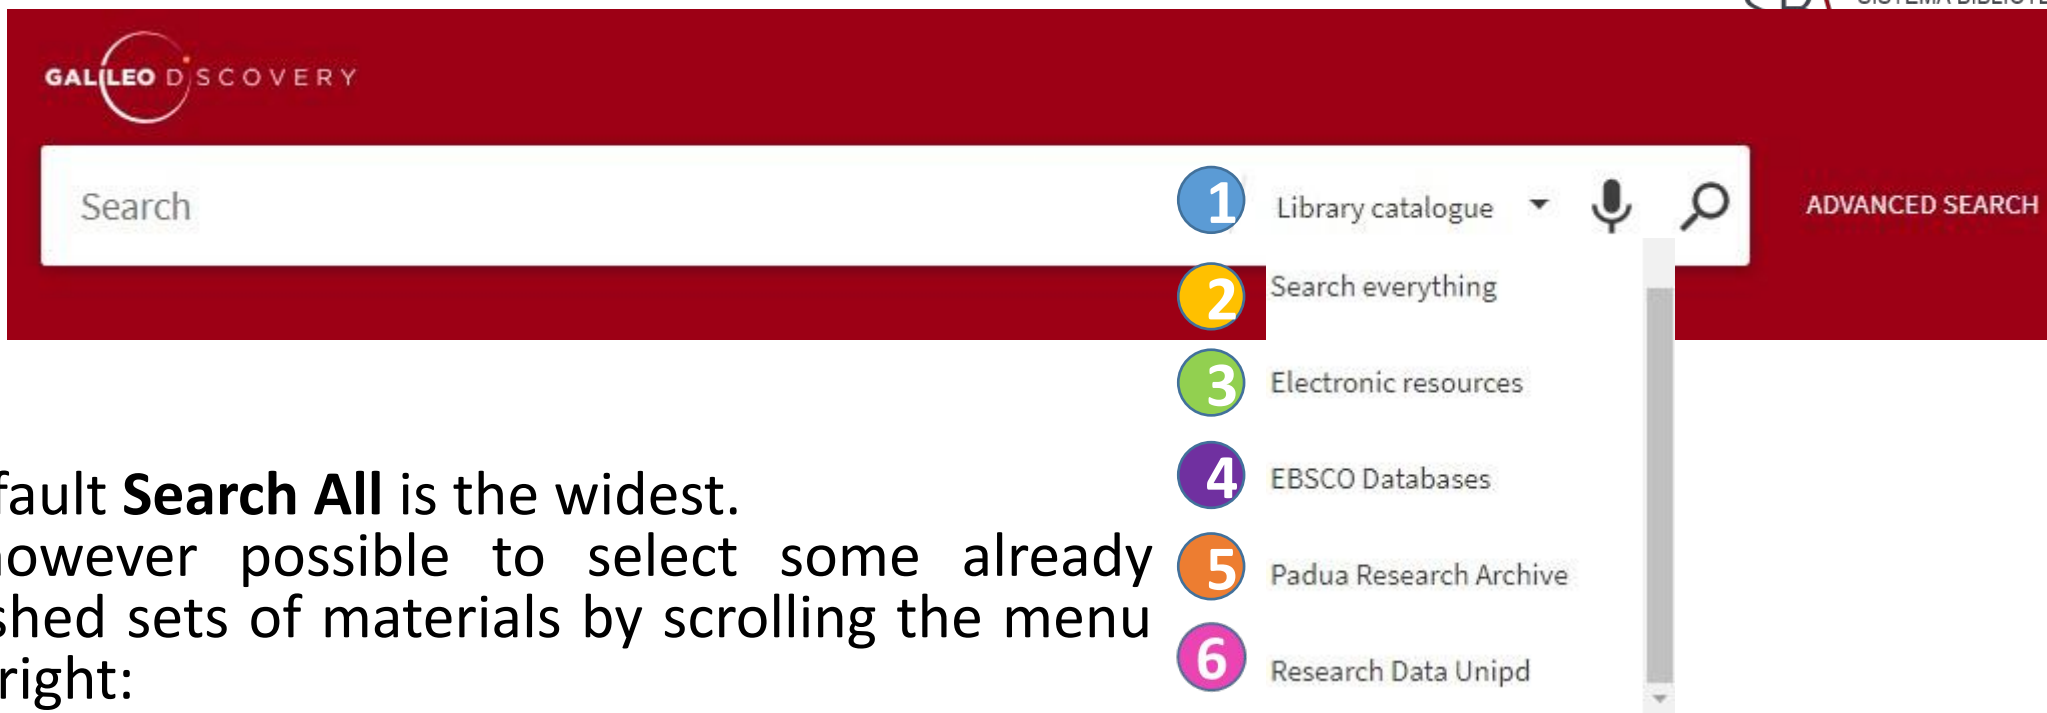 GALILEO DISCOVERY
Search
1 Library catalogue
ADVANCED SEARCH
2 Search everything
3 Electronic resources
4 EBSCO Databases
5 Padua Research Archive
6 Research Data Unipd
fault Search All is the widest.
however possible to select some already
shed sets of materials by scrolling the menu
right: